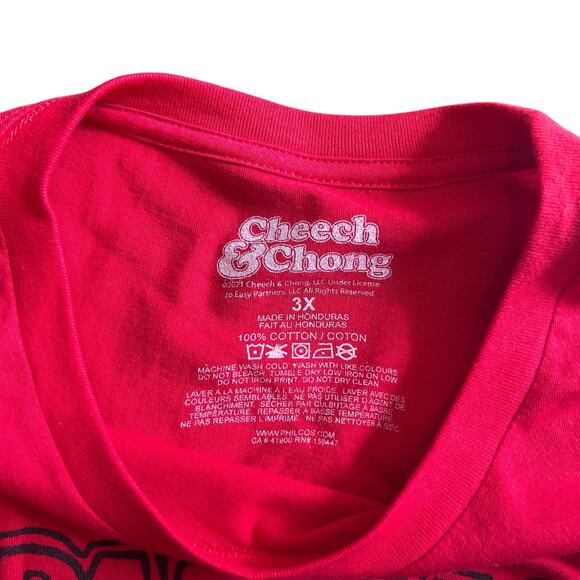 Cheech
& Chong
©2021 Cheech & Chong, LLC Under License
to Easy Partners, LLC All Rights Reserved.
3X
MADE IN HONDURAS
FAIT AU HONDURAS
100% COTTON / COTON
MACHINE WASH COLD WASH WITH LIKE COLOURS
DO NOT BLEACH, TUMBLE DRY LOW IRON ON LOW.
DO NOT IRON PRINT, DO NOT DRY CLEAN
LAVER À LA MACHINE À L'EAU FROIDE. LAVER AVEC DES
COULEURS SEMBLABLES. NE PAS UTILISER D'AGENT DE
BLANCHIMENT. SÉCHER PAR CULBUTAGE À BASSE
TEMPÉRATURE. REPASSER À BASSE TEMPÉRATURE
NE PAS REPASSER L'IMPRIMÉ. NE PAS NETTOYER À SEC.
WWW.PHILCOS.COM
CA # 41900 RN# 159447